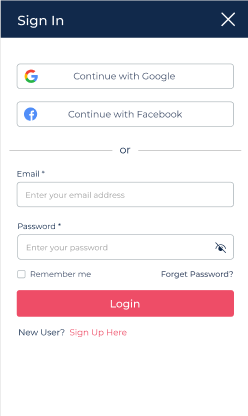 Sign In
Continue with Google
Continue with Facebook
or
Email *
Enter your email address
Password *
Enter your password
Remember me Forget Password?
Login
New User? Sign Up Here